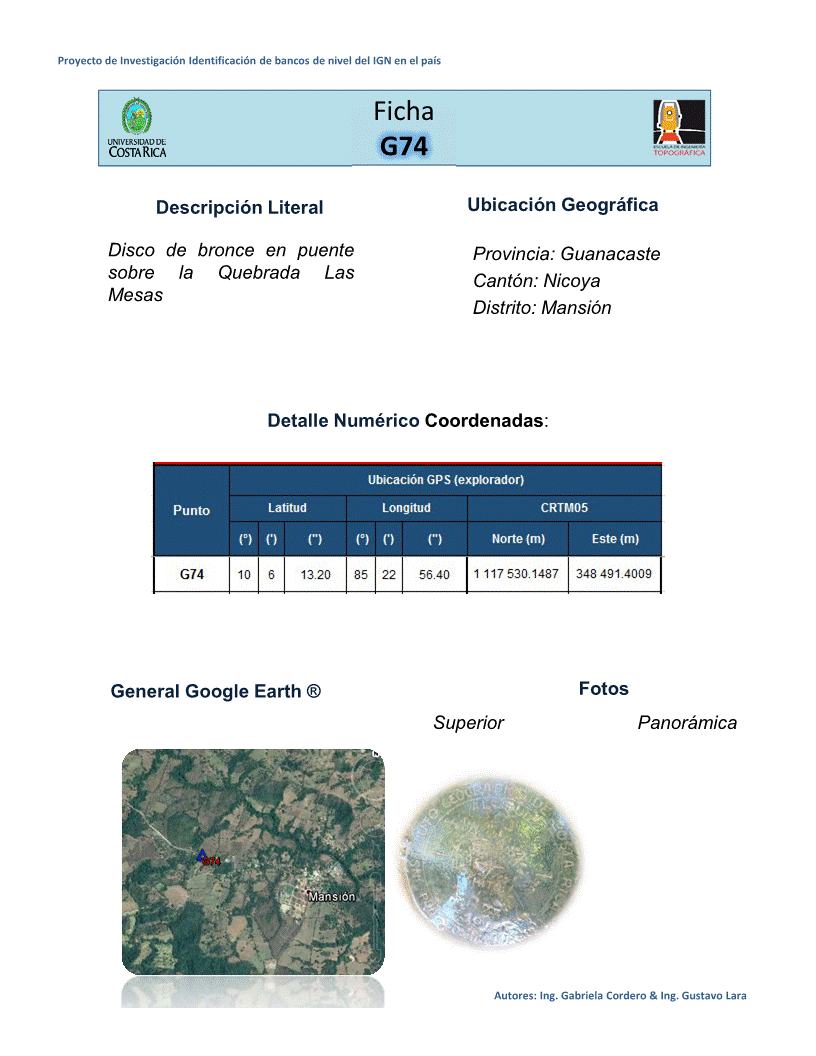 Proyecto de Investigación Identificación de bancos de nivel del IGN en el país
UNIVERSIDAD DE
COSTA RICA
Ficha
G74
ESCUELA DE INGENIERÍA
TOPOGRÁFICA
Descripción Literal
Disco de bronce en puente
sobre la Quebrada Las
Mesas
Ubicación Geográfica
Provincia: Guanacaste
Cantón: Nicoya
Distrito: Mansión
Detalle Numérico Coordenadas:
Punto
Ubicación GPS (explorador)
Latitud Longitud CRTM05
(°) (') (") (°) (') (") Norte (m) Este (m)
G74 10 6 13.20 85 22 56.40 1 117 530.1487 348 491.4009
General Google Earth ®
Fotos
Superior Panorámica
G74
Mansión
Autores: Ing. Gabriela Cordero & Ing. Gustavo Lara